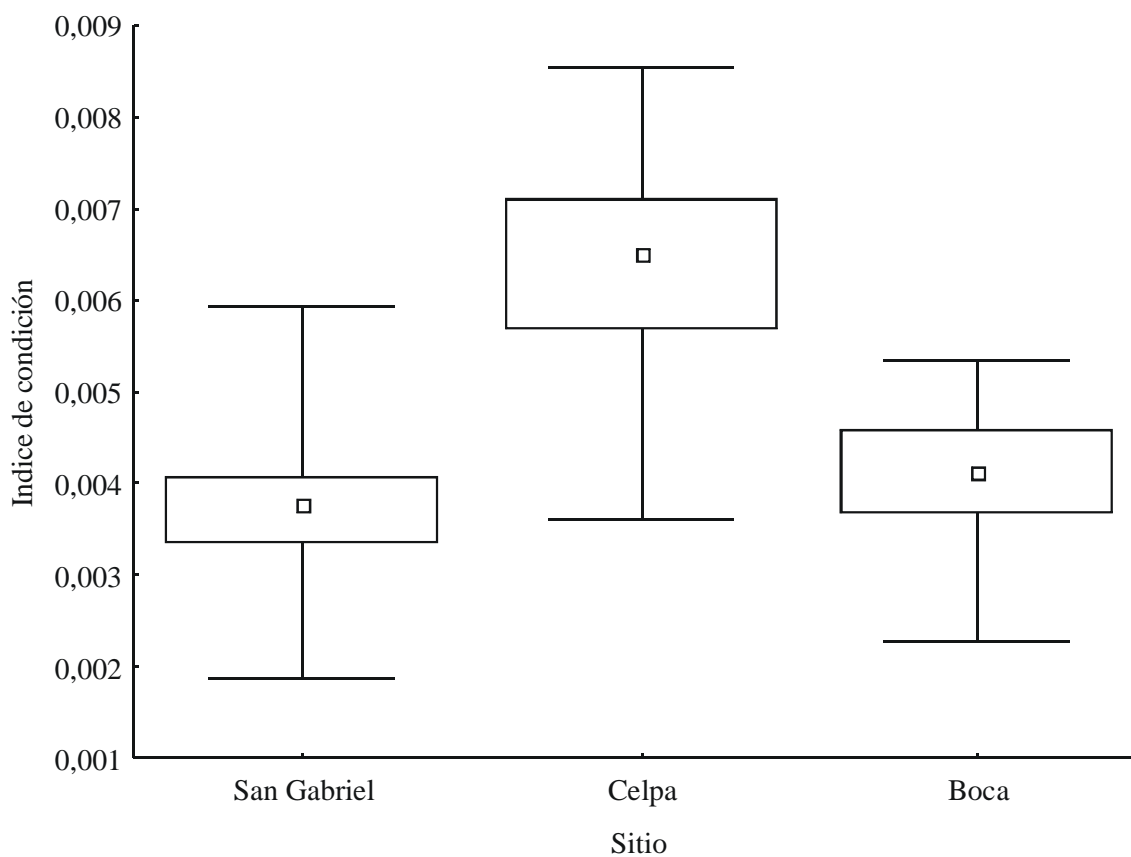 0,009
0,008
0,007
0,006
0,005
0,004
0,003
0,002
0,001
Indice de condición
San Gabriel
Celpa
Boca
Sitio